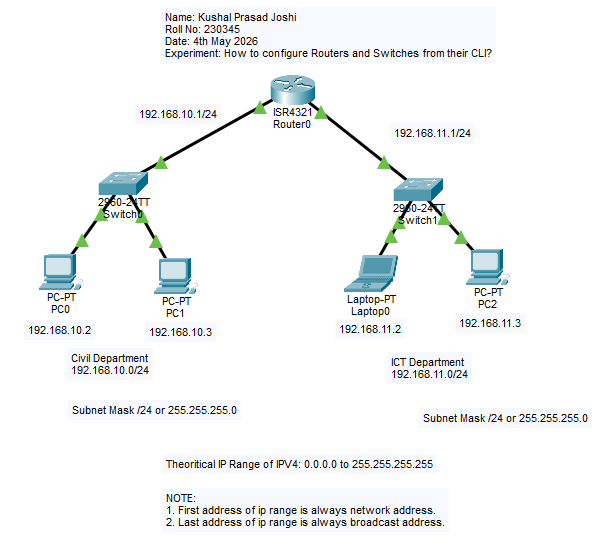 Name: Kushal Prasad Joshi
Roll No: 230345
Date: 4th May 2026
Experiment: How to configure Routers and Switches from their CLI?
ISR4321
Router0
192.168.10.1/24
192.168.11.1/24
2960-24TT
Switch0
2960-24TT
Switch1
PC-PT
PC0
PC-PT
PC1
Laptop-PT
Laptop0
PC-PT
PC2
192.168.10.2
192.168.10.3
192.168.11.2
192.168.11.3
Civil Department
192.168.10.0/24
ICT Department
192.168.11.0/24
Subnet Mask /24 or 255.255.255.0
Subnet Mask /24 or 255.255.255.0
Theoritical IP Range of IPV4: 0.0.0.0 to 255.255.255.255
NOTE:
1. First address of ip range is always network address.
2. Last address of ip range is always broadcast address.